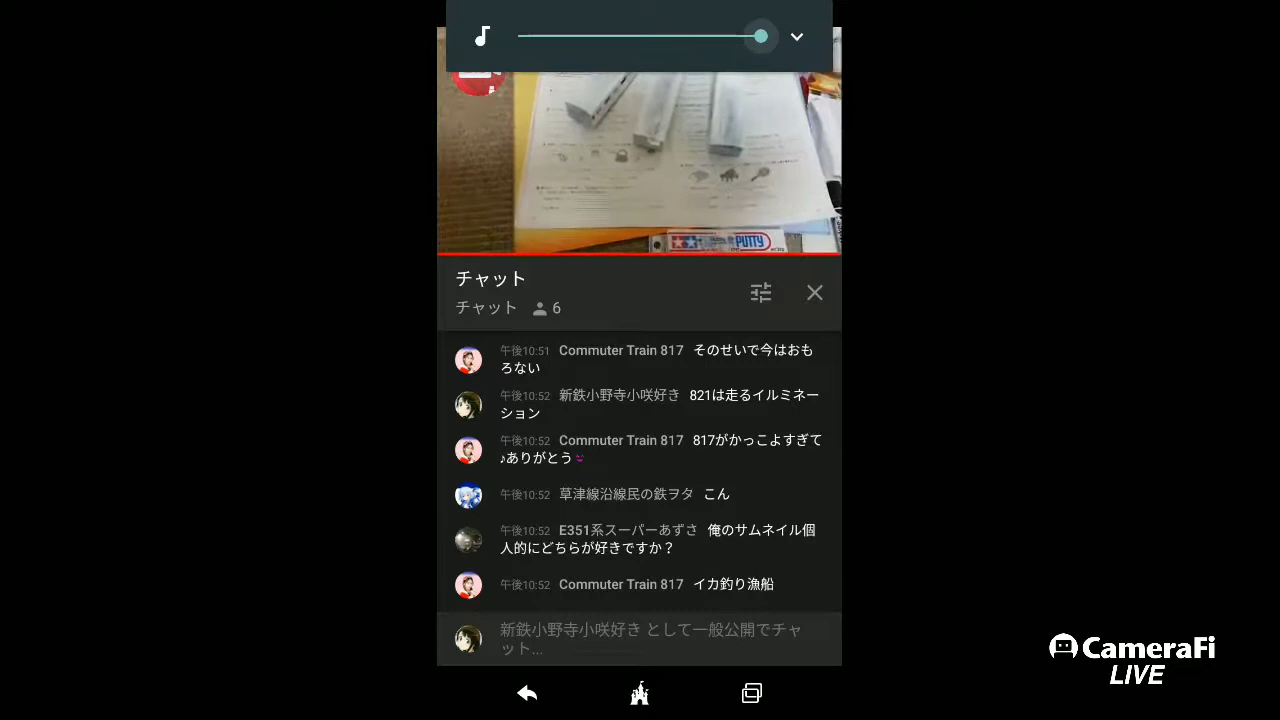 PUTTY
チャット
チャット 6
午後10:51 Commuter Train 817 そのせいで今はおも
ろない
午後10:52 新鉄小野寺小咲好き 821は走るイルミネー
ション
午後10:52 Commuter Train 817 817がかっこよすぎて
♪ありがとう
午後10:52 草津線沿線民の鉄ヲタ こん
午後10:52 E351系スーパーあずさ 俺のサムネイル個
人的にどちらが好きですか？
午後10:52 Commuter Train 817 イカ釣り漁船
新鉄小野寺小咲好き として一般公開でチャ
ット...
CameraFi
LIVE